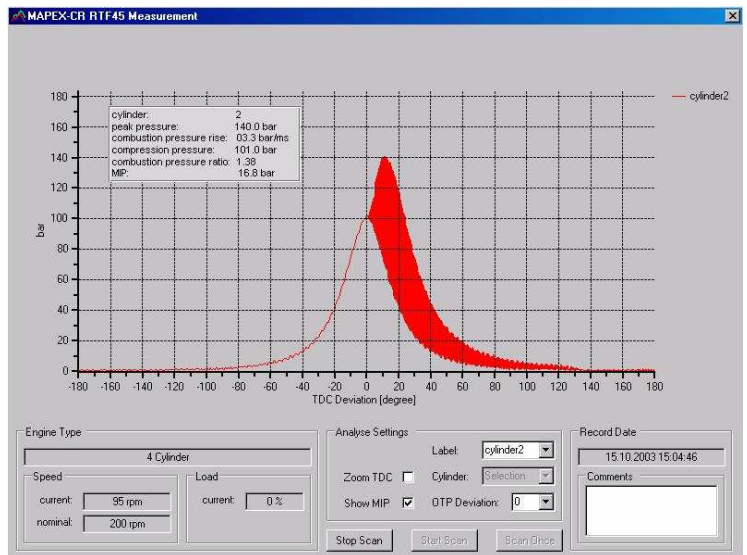 MAPEX-CR RTF45 Measurement
cylinder2
180
160
140
120
100
80
60
40
20
0
bar
cylinder: 2
peak pressure: 140.0 bar
combustion pressure rise: 03.3 bar/ms
compression pressure: 101.0 bar
combustion pressure ratio: 1.38
MIP: 16.8 bar
-180 -160 -140 -120 -100 -80 -60 -40 -20 0 20 40 60 80 100 120 140 160 180
TDC Deviation [degree]
Engine Type
4 Cylinder
Speed
current: 95 rpm
nominal: 200 rpm
Load
current: 0 %
Analyse Settings
Label: cylinder2
Zoom TDC Cylinder: Selection
Show MIP OTP Deviation: 0
Stop Scan Start Scan Scan Once
Record Date
15.10.2003 15:04:46
Comments